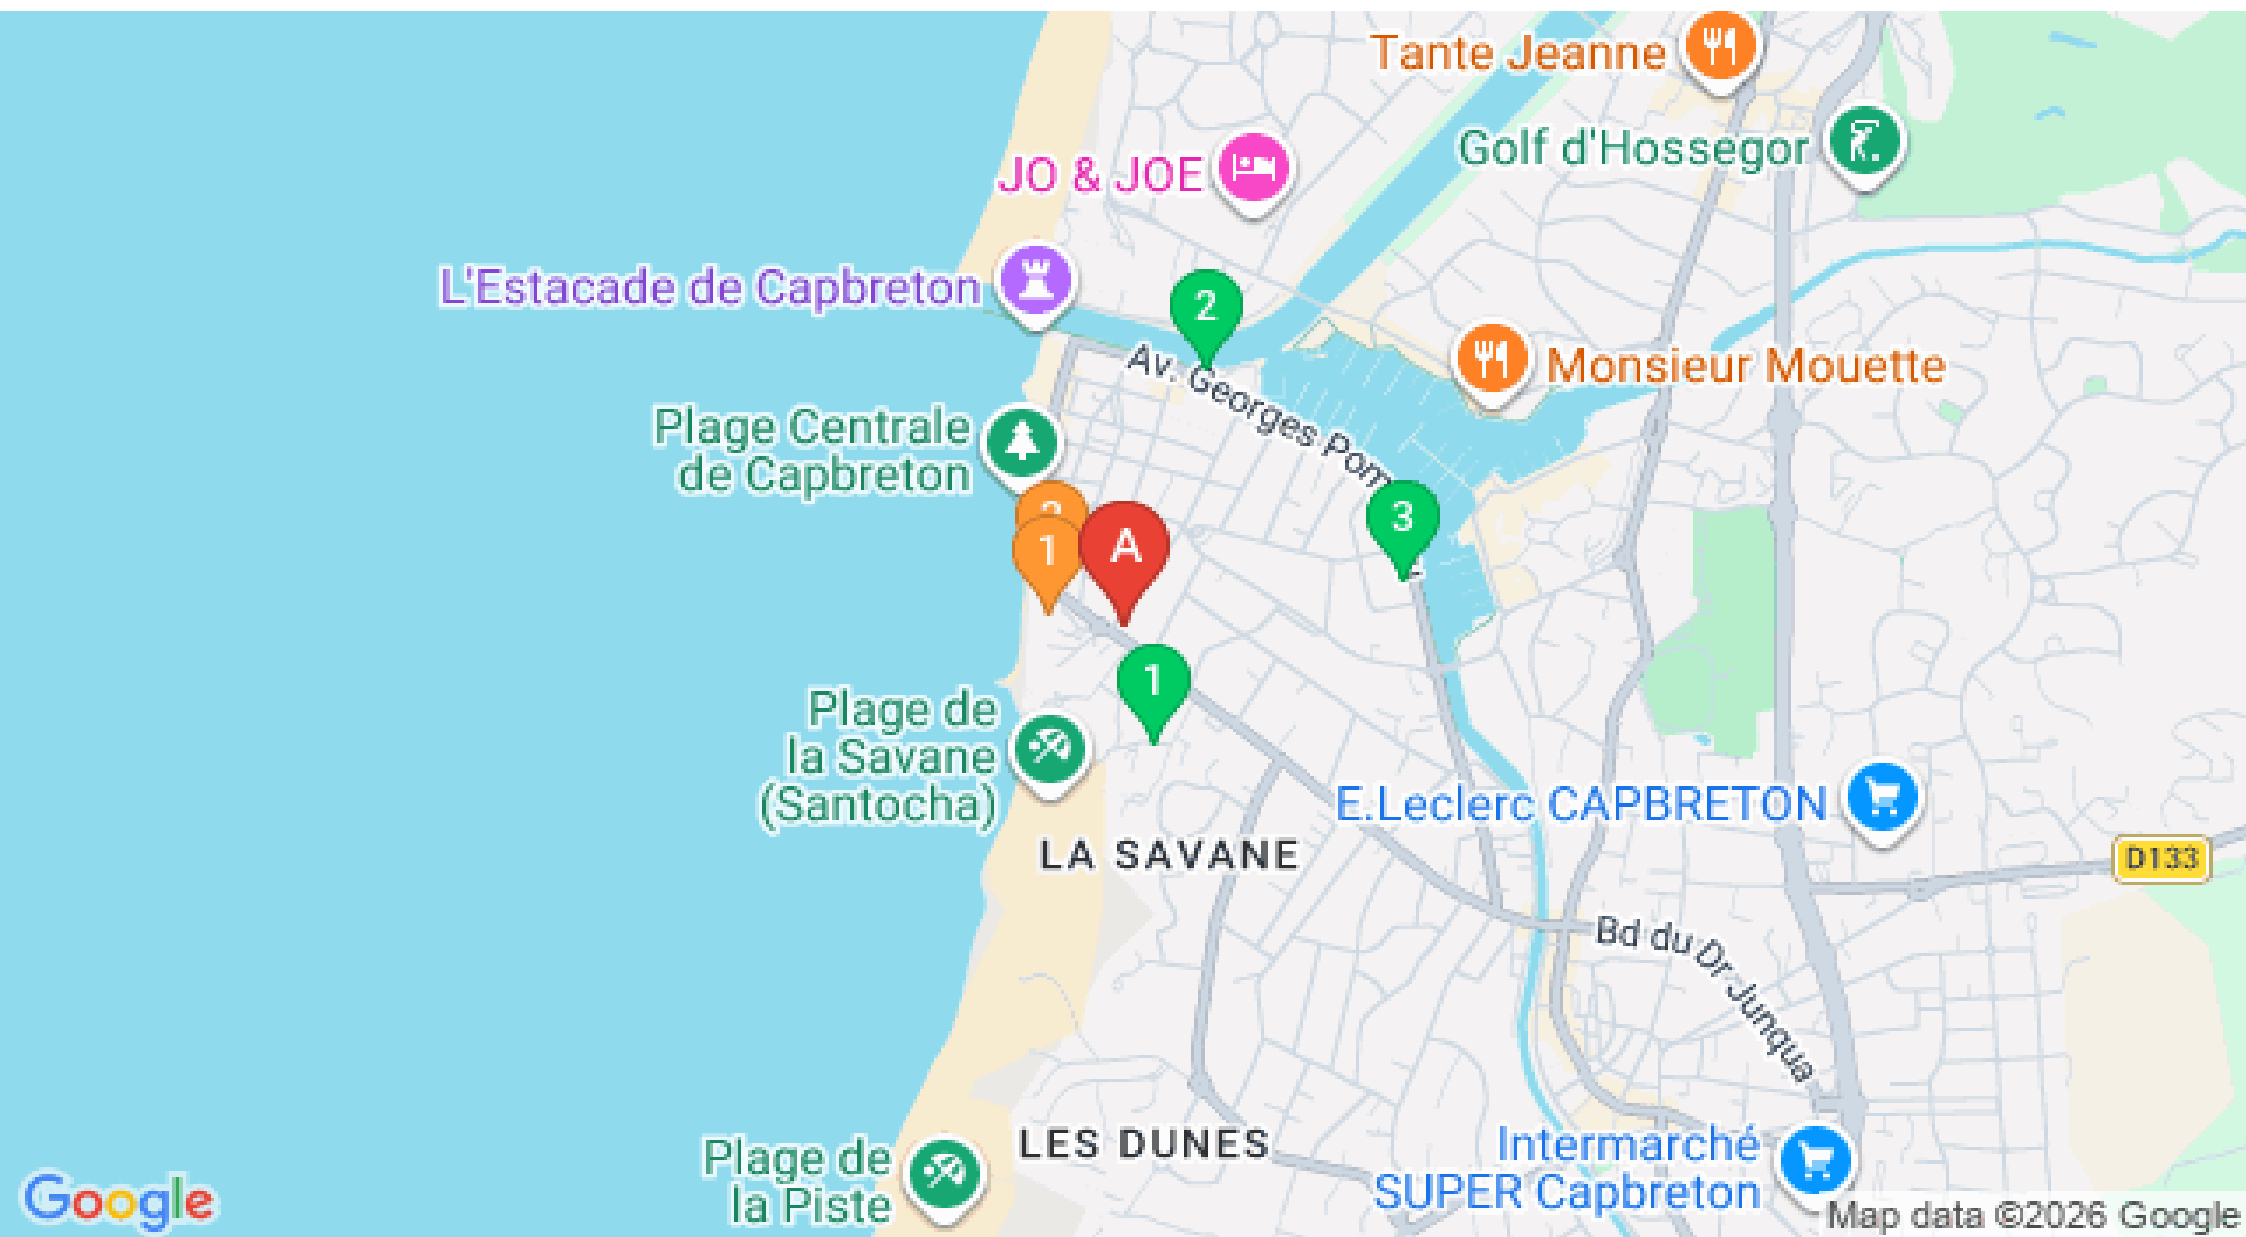 Tante Jeanne
Golf d'Hossegor
JO & JOE
L'Estacade de Capbreton
2
Av. Georges Pom
Monsieur Mouette
Plage Centrale
de Capbreton
3
1
A
1
Plage de
la Savane
(Santocha)
E.Leclerc CAPBRETON
LA SAVANE
D133
Bd du Dr Junqua
Plage de
la Piste
LES DUNES
Intermarché
SUPER Capbreton
Google
Map data ©2026 Google